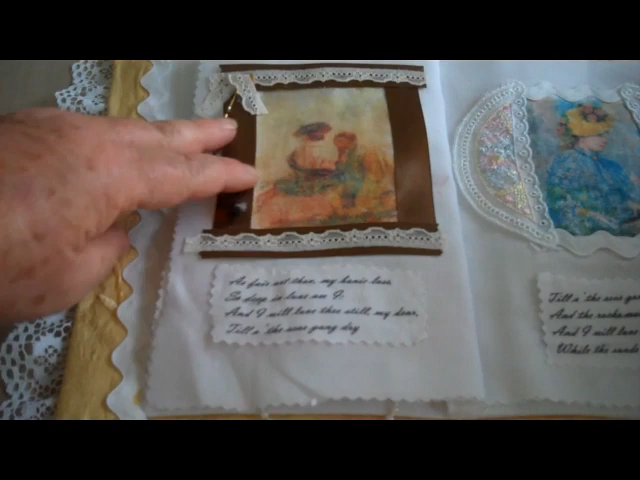 As fair art thou, my bonie lass,
So deep in luve am I;
And I will luve thee still, my dear,
Till a' the seas gang dry
Till a' the seas
And the rocks
And I will luve
While the sands